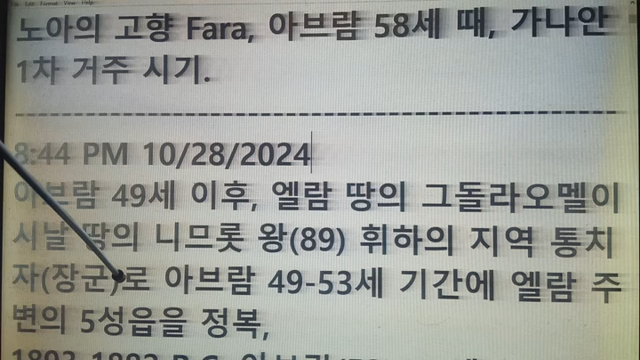 노아의 고향 Fara, 아브람 58세 때, 가나안
1차 거주 시기.
8:44 PM 10/28/2024
아브람 49세 이후, 엘람 땅의 그돌라오멜이
시날 땅의 니므롯 왕(89) 휘하의 지역 통치
자(장군)로 아브람 49-53세 기간에 엘람 주
변의 5성읍을 정복,